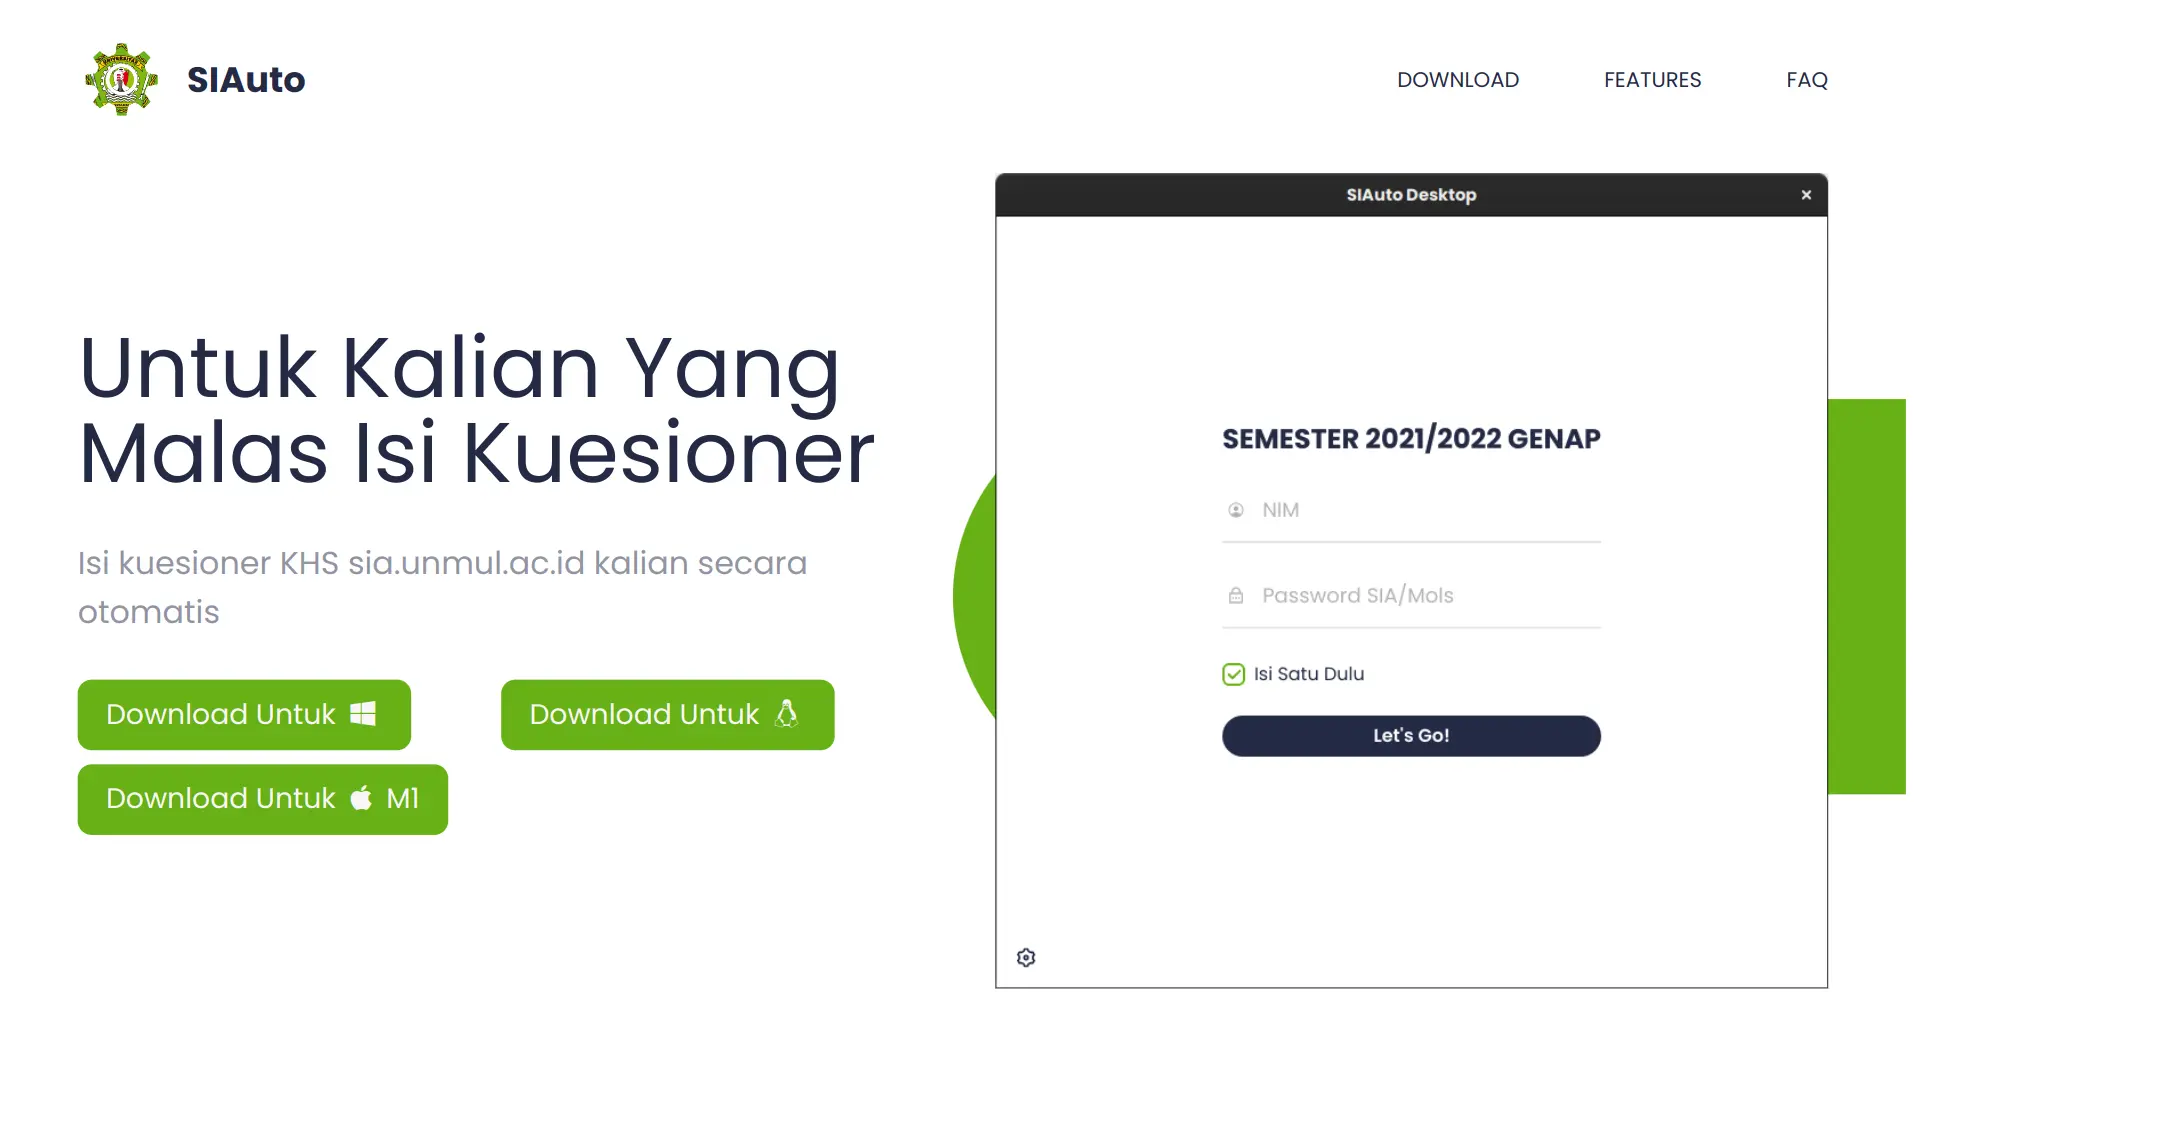 SIAuto
DOWNLOAD
FEATURES
FAQ
Untuk Kalian Yang
Malas Isi Kuesioner
Isi kuesioner KHS sia.unmul.ac.id kalian secara
otomatis
Download Untuk
Download Untuk
Download Untuk M1
SIAuto Desktop
SEMESTER 2021/2022 GENAP
NIM
Password SIA/Mols
Isi Satu Dulu
Let's Go!